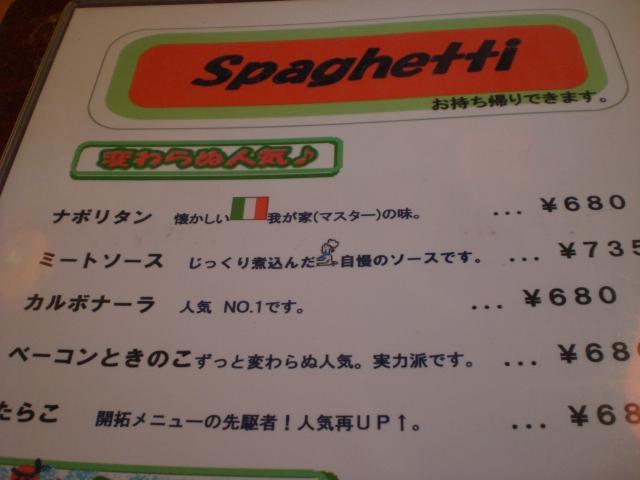 Spaghetti
お持ち帰りできます。
変わらぬ人気♪
ナポリタン 懐かしい我が家(マスター)の味。 ... ￥６８０
ミートソース じっくり煮込んだ自慢のソースです。 ... ￥７３５
カルボナーラ 人気 NO.1です。 ... ￥６８０
ベーコンときのこ ずっと変わらぬ人気。実力派です。 ... ￥６８０
たらこ 開拓メニューの先駆者！人気再ＵＰ↑。 ... ￥６８